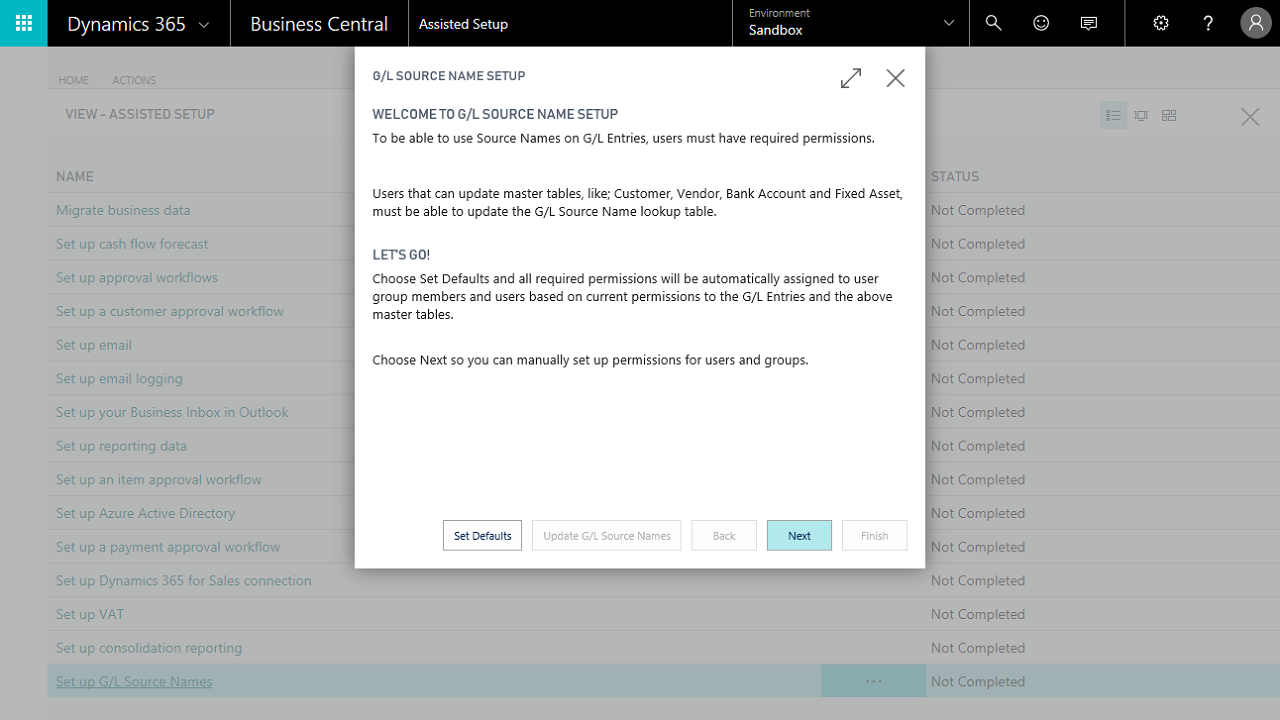 Dynamics 365
Business Central
Assisted Setup
Environment
Sandbox
?
HOME ACTIONS
VIEW - ASSISTED SETUP
G/L SOURCE NAME SETUP
WELCOME TO G/L SOURCE NAME SETUP
To be able to use Source Names on G/L Entries, users must have required permissions.
Users that can update master tables, like; Customer, Vendor, Bank Account and Fixed Asset,
must be able to update the G/L Source Name lookup table.
LET'S GO!
Choose Set Defaults and all required permissions will be automatically assigned to user
group members and users based on current permissions to the G/L Entries and the above
master tables.
Choose Next so you can manually set up permissions for users and groups.
Set Defaults Update G/L Source Names Back Next Finish
NAME STATUS
Migrate business data Not Completed
Set up cash flow forecast Not Completed
Set up approval workflows Not Completed
Set up a customer approval workflow Not Completed
Set up email Not Completed
Set up email logging Not Completed
Set up your Business Inbox in Outlook Not Completed
Set up reporting data Not Completed
Set up an item approval workflow Not Completed
Set up Azure Active Directory Not Completed
Set up a payment approval workflow Not Completed
Set up Dynamics 365 for Sales connection Not Completed
Set up VAT Not Completed
Set up consolidation reporting Not Completed
Set up G/L Source Names ··· Not Completed